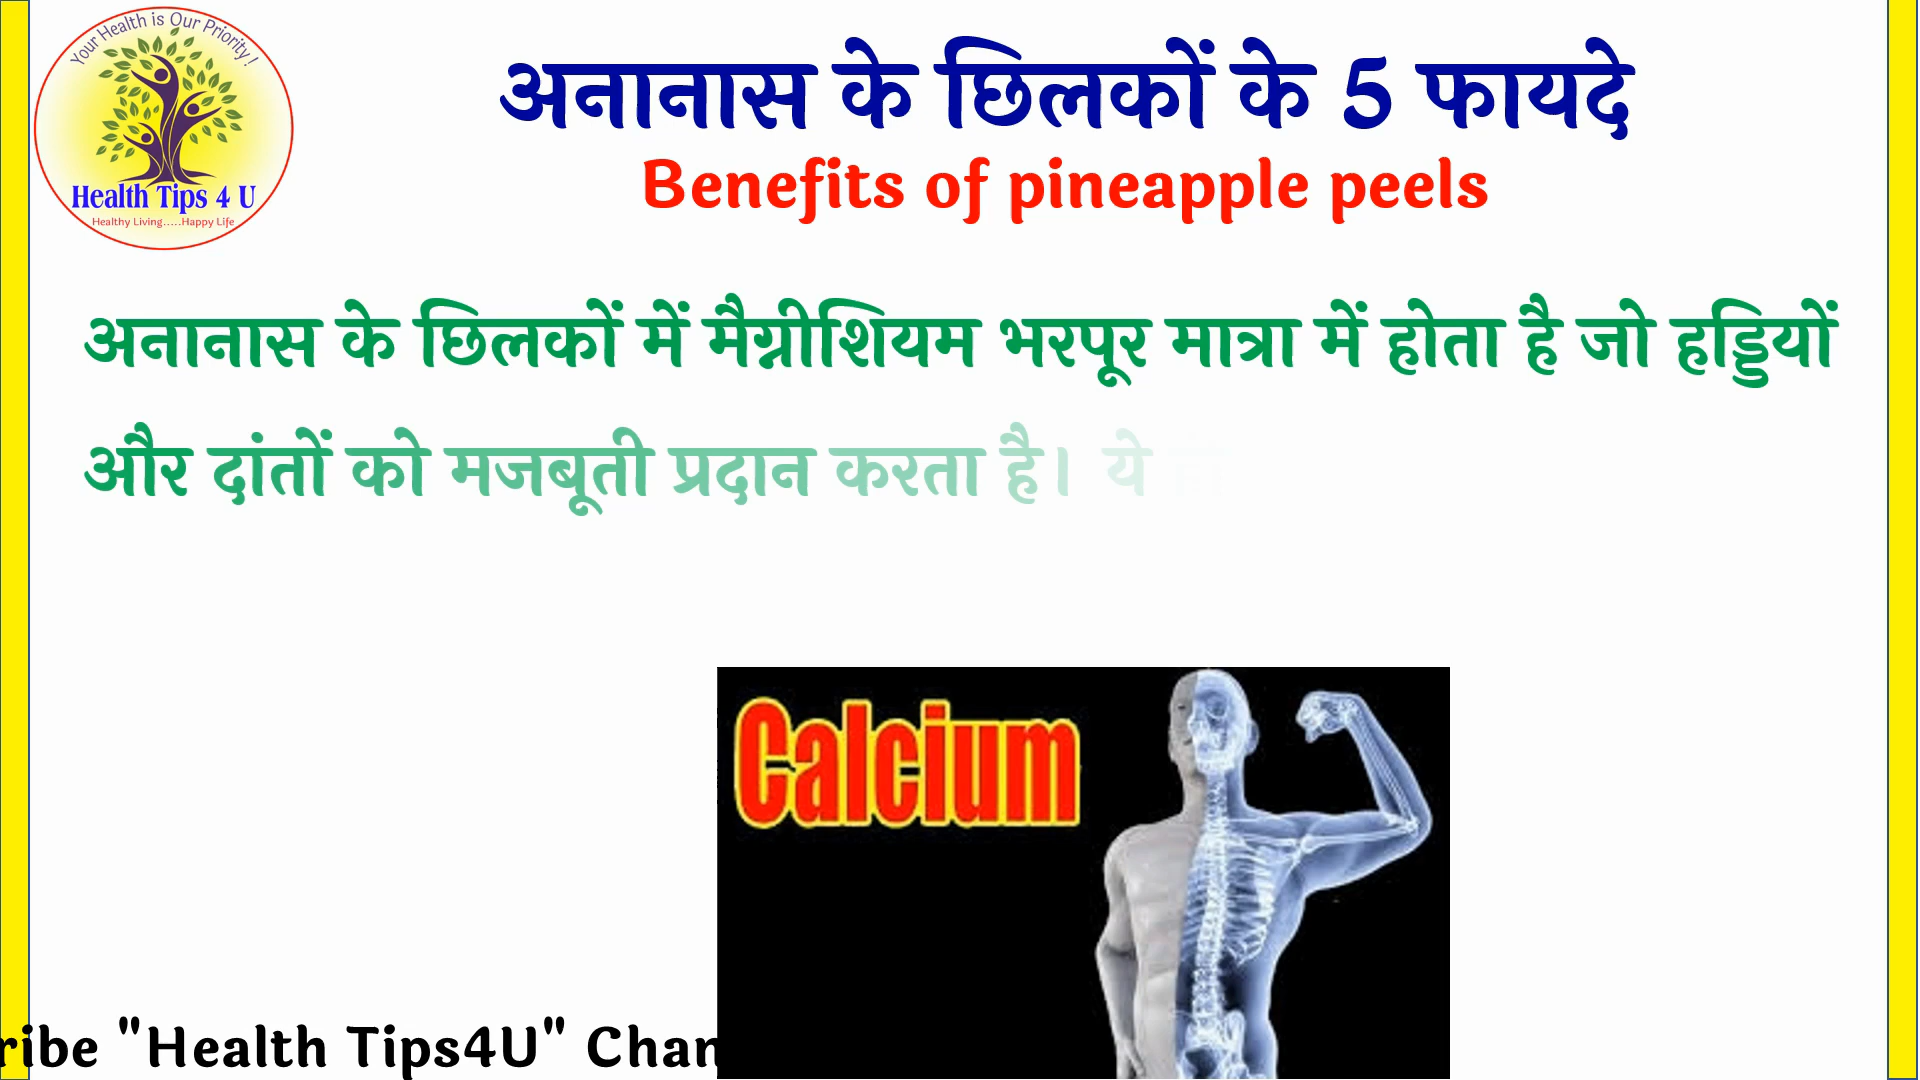 Your Health is Our Priority!
Health Tips 4 U
Healthy Living.....Happy Life
अनानास के छिलकों के 5 फायदे
Benefits of pineapple peels
अनानास के छिलकों में मैग्नीशियम भरपूर मात्रा में होता है जो हड्डियों
और दांतों को मजबूती प्रदान करता है। ये
Calcium
ribe "Health Tips4U" Chan